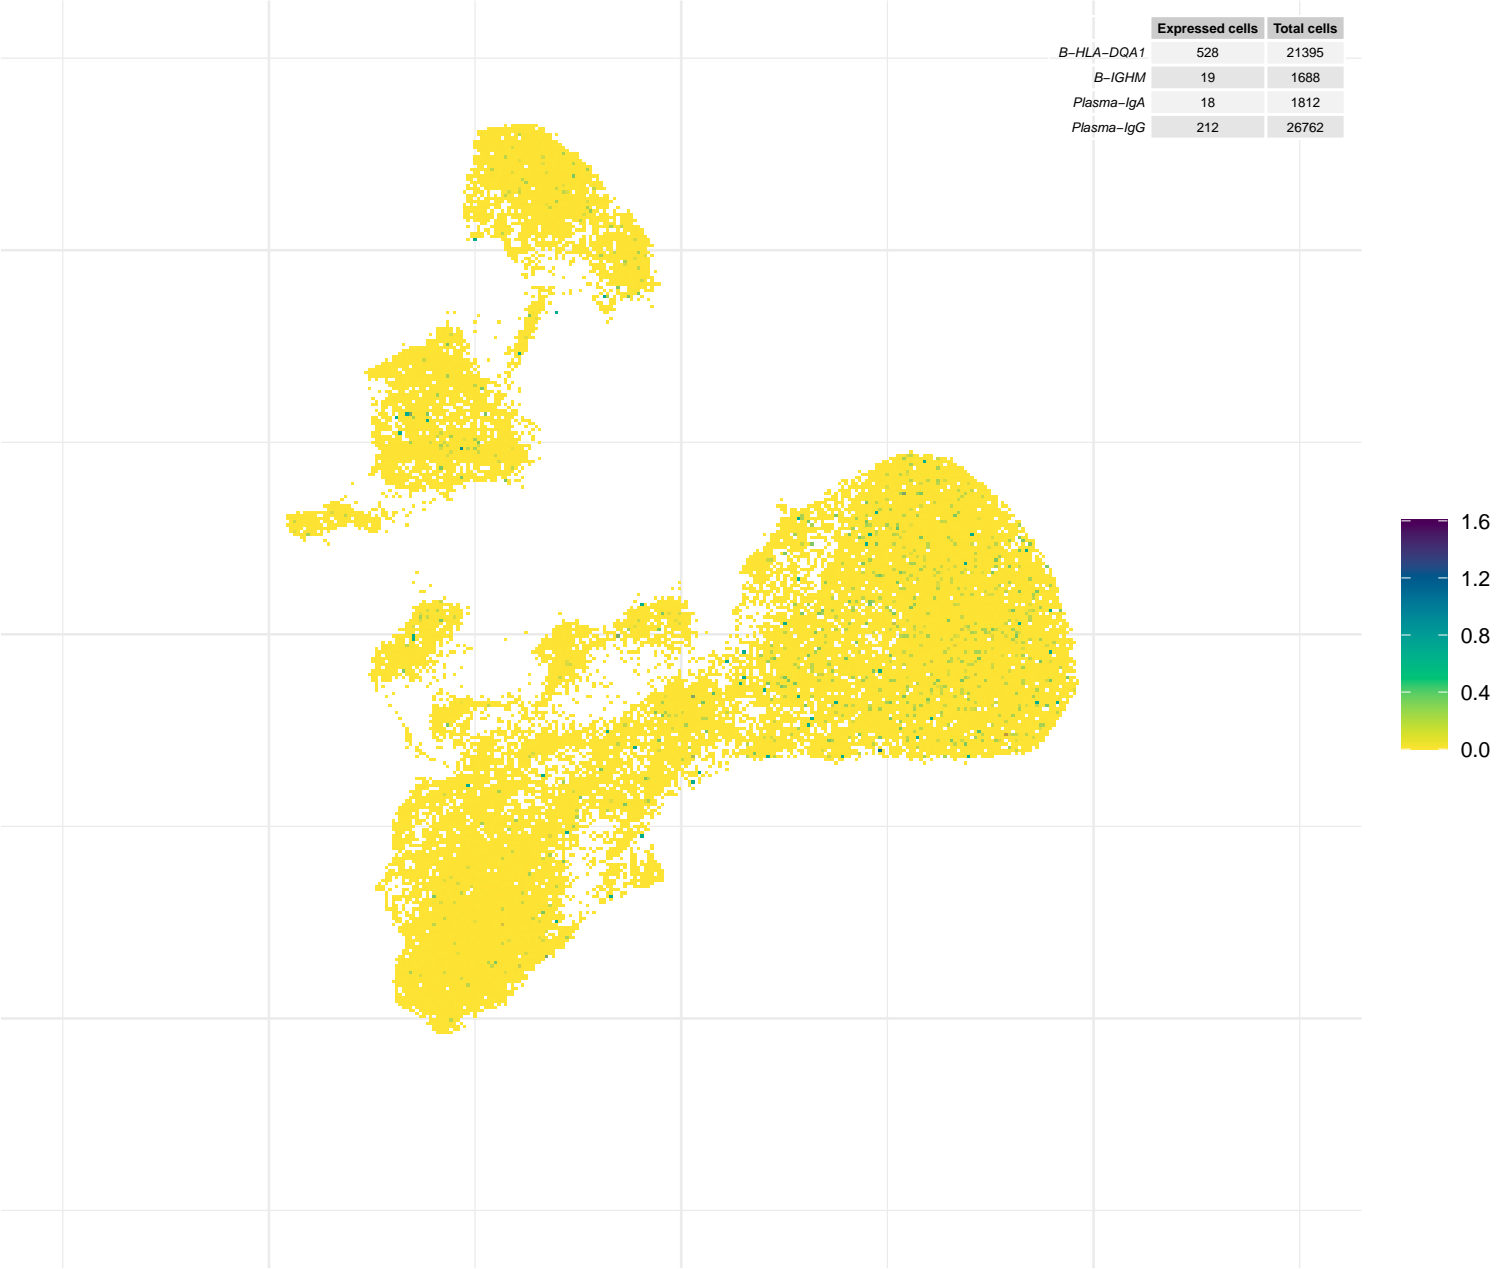 Expressed cells Total cells
B−HLA−DQA1 528 21395
B−IGHM 19 1688
Plasma−IgA 18 1812
Plasma−IgG 212 26762
1.6
1.2
0.8
0.4
0.0